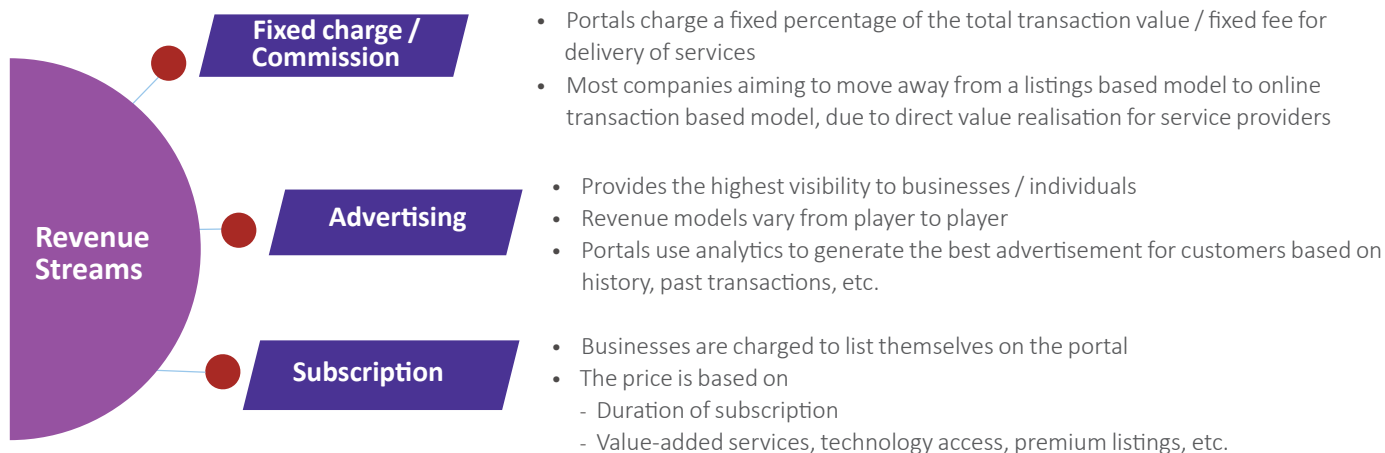 Revenue
Streams
Fixed charge /
Commission
• Portals charge a fixed percentage of the total transaction value / fixed fee for
delivery of services
• Most companies aiming to move away from a listings based model to online
transaction based model, due to direct value realisation for service providers
Advertising
• Provides the highest visibility to businesses / individuals
• Revenue models vary from player to player
• Portals use analytics to generate the best advertisement for customers based on
history, past transactions, etc.
Subscription
• Businesses are charged to list themselves on the portal
• The price is based on
- Duration of subscription
- Value-added services, technology access, premium listings, etc.